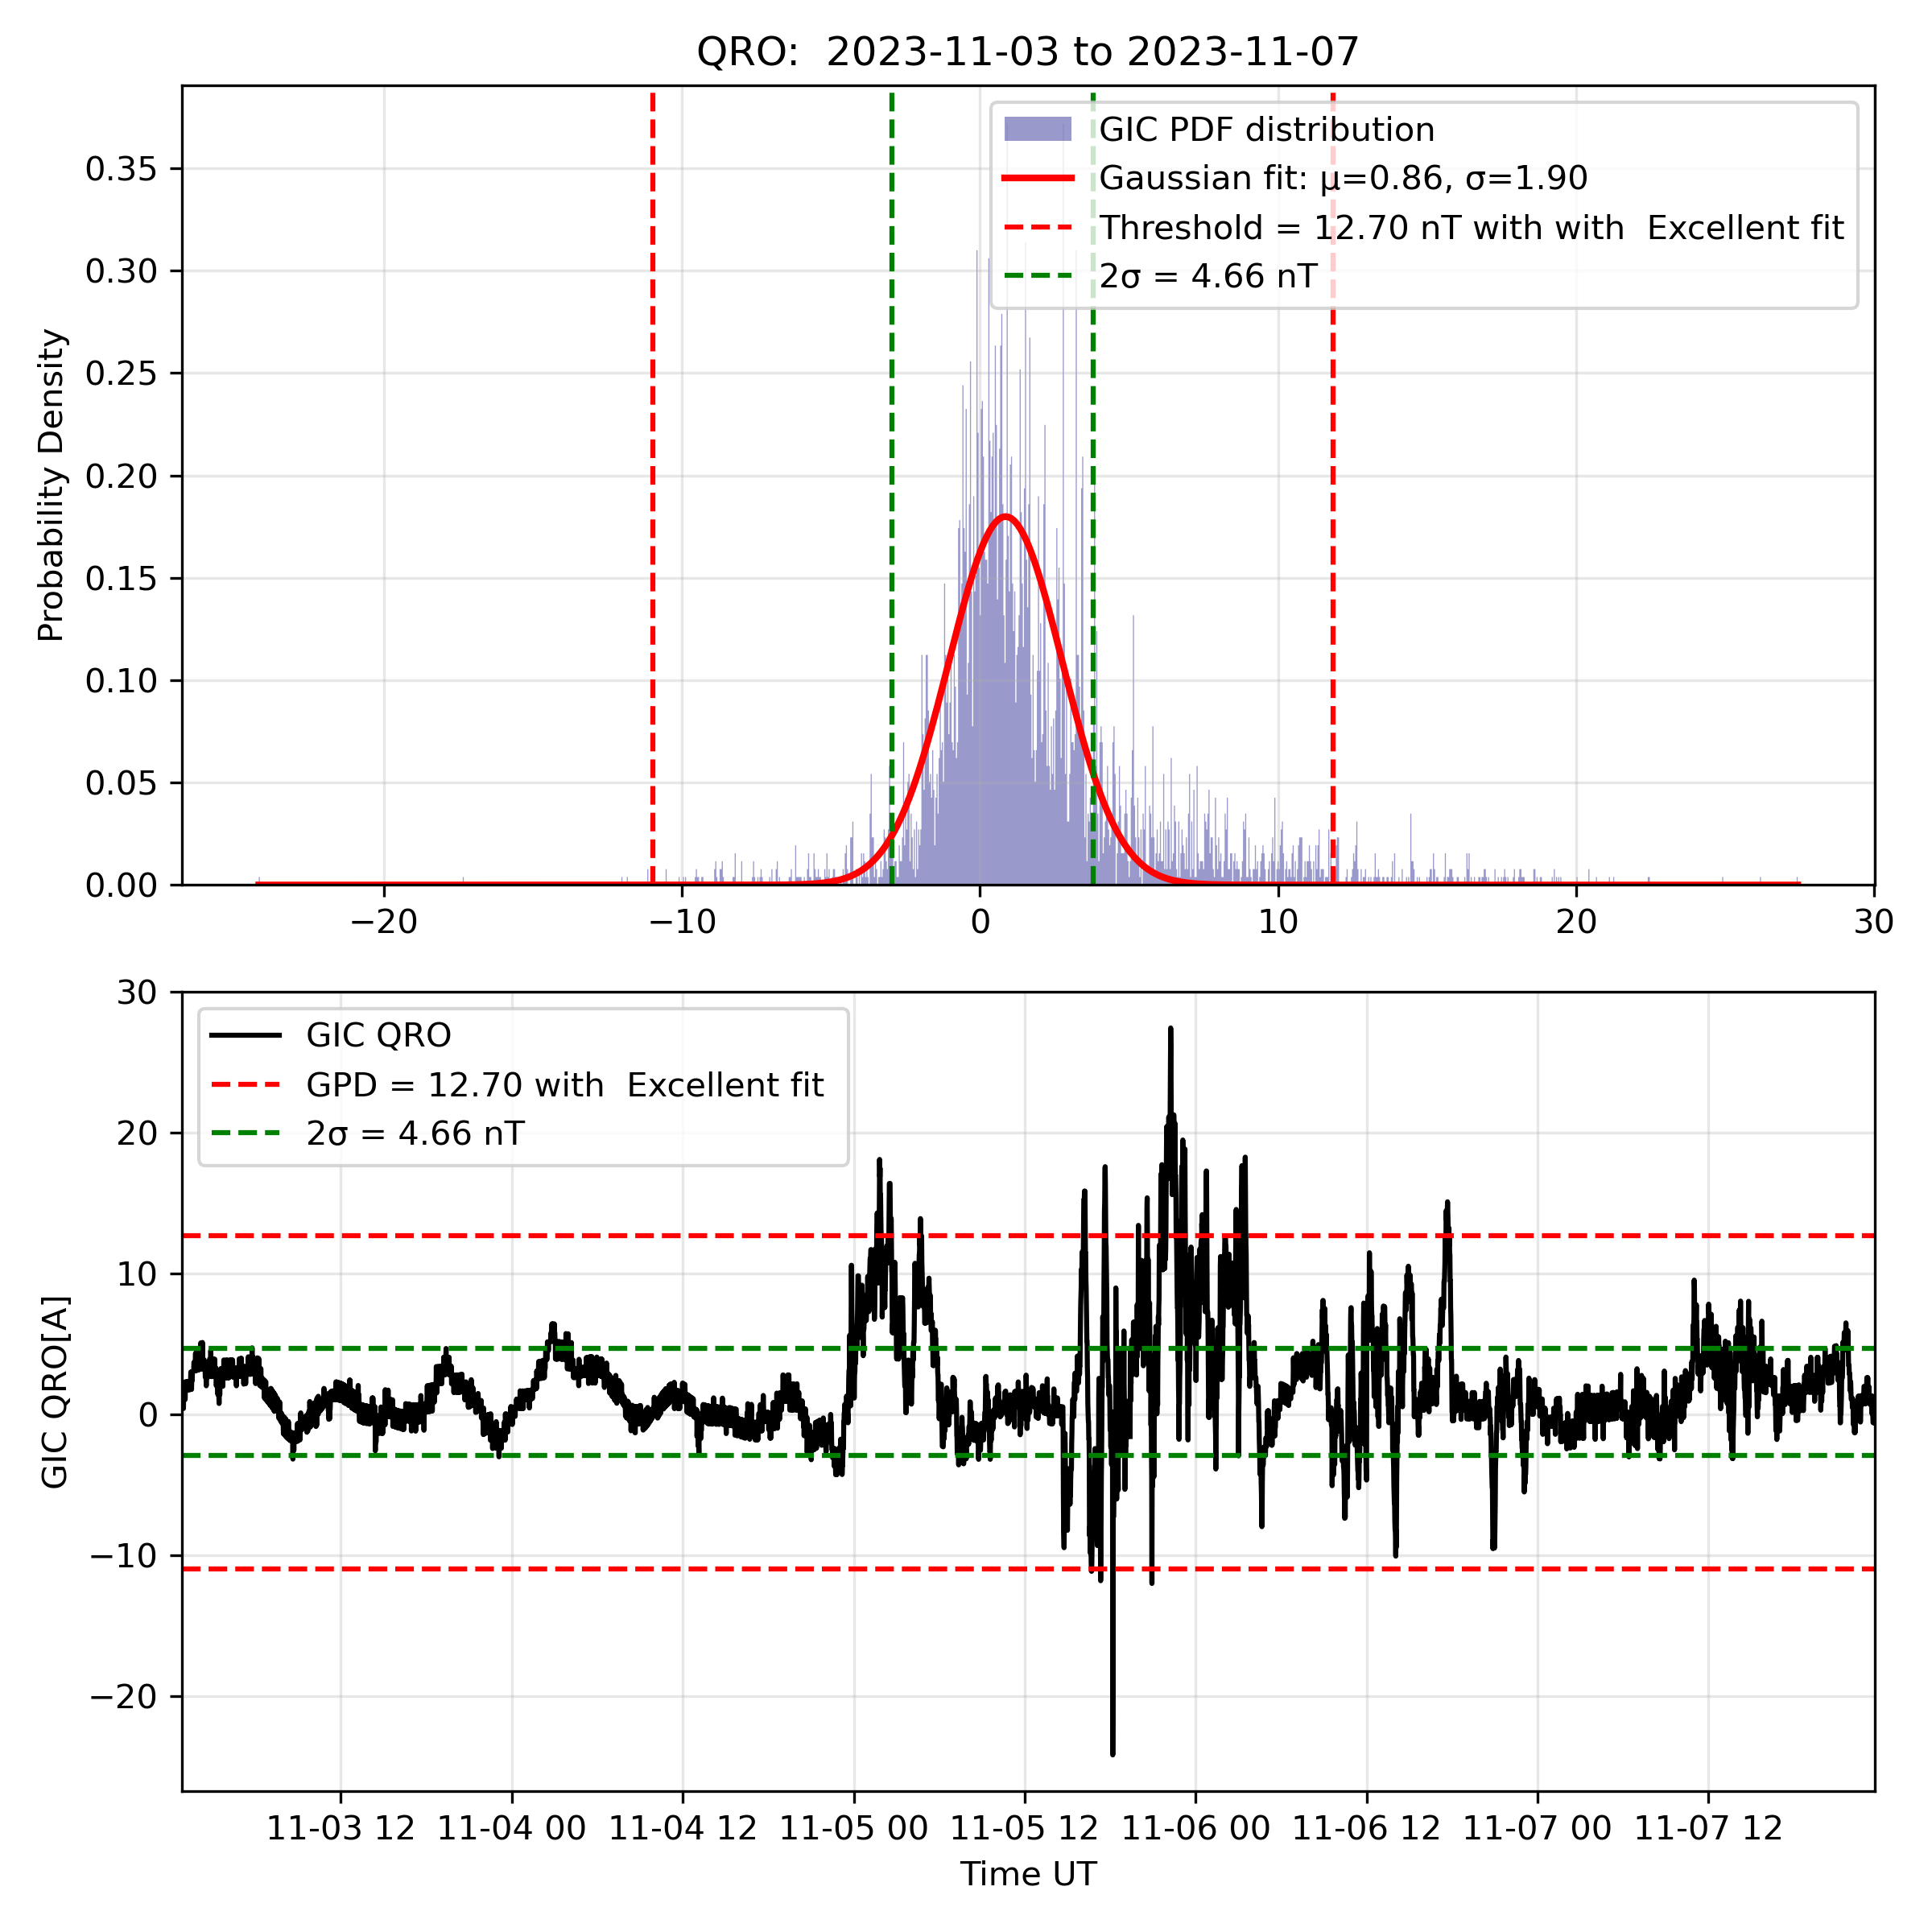 QRO:  2023-11-03 to 2023-11-07
GIC PDF distribution
Gaussian fit: μ=0.86, σ=1.90
Threshold = 12.70 nT with with  Excellent fit
2σ = 4.66 nT
Probability Density
0.35
0.30
0.25
0.20
0.15
0.10
0.05
0.00
−20 −10 0 10 20 30
GIC QRO
GPD = 12.70 with  Excellent fit
2σ = 4.66 nT
GIC QRO[A]
30
20
10
0
−10
−20
11-03 12 11-04 00 11-04 12 11-05 00 11-05 12 11-06 00 11-06 12 11-07 00 11-07 12
Time UT